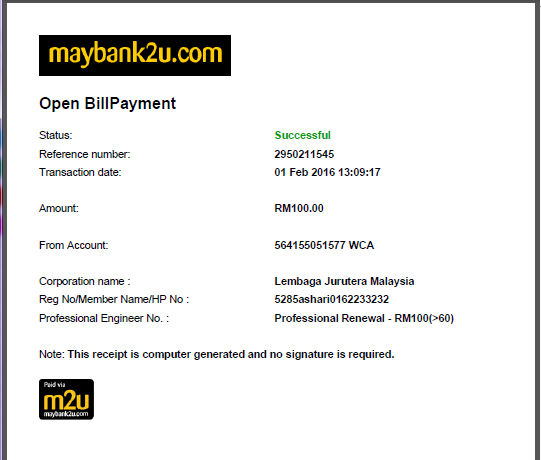 maybank2u.com
Open BillPayment
Status: Successful
Reference number: 2950211545
Transaction date: 01 Feb 2016 13:09:17
Amount: RM100.00
From Account: 564155051577 WCA
Corporation name : Lembaga Jurutera Malaysia
Reg No/Member Name/HP No : 5285ashari0162233232
Professional Engineer No. : Professional Renewal - RM100(>60)
Note: This receipt is computer generated and no signature is required.
Paid via
m2u
maybank2u.com